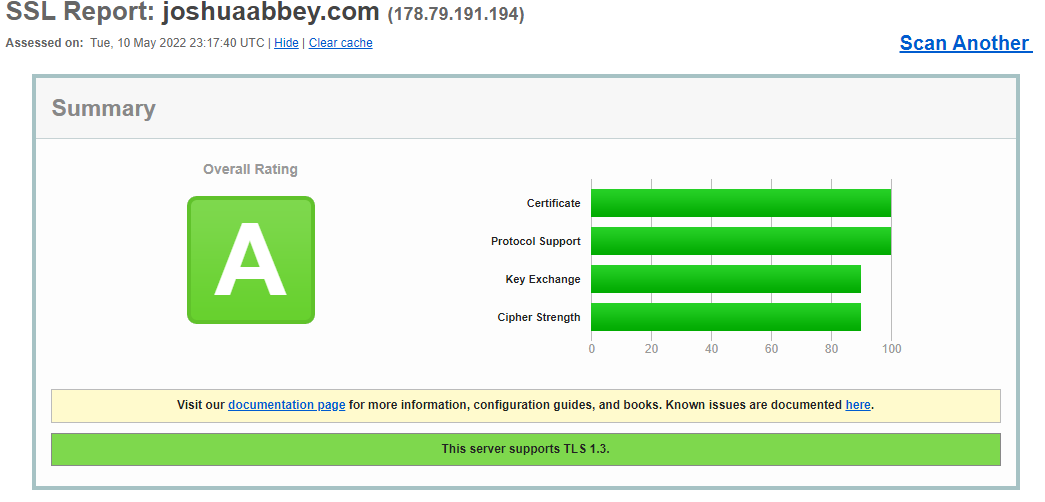 SSL Report: joshuaabbey.com (178.79.191.194)
Assessed on: Tue, 10 May 2022 23:17:40 UTC | Hide | Clear cache
Scan Another
Summary
Overall Rating
A
Certificate
Protocol Support
Key Exchange
Cipher Strength
0 20 40 60 80 100
Visit our documentation page for more information, configuration guides, and books. Known issues are documented here.
This server supports TLS 1.3.